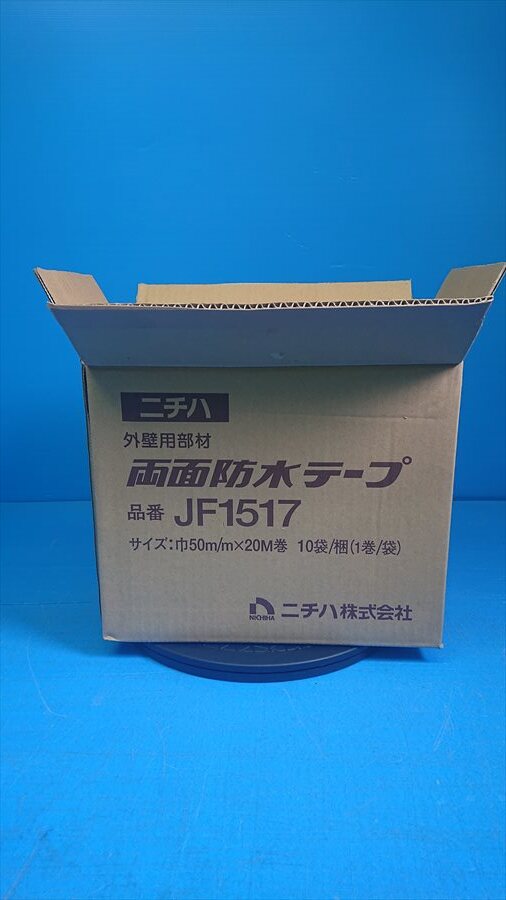 ニチハ
外壁用部材
両面防水テープ
品番 JF1517
サイズ:巾50m/m×20M巻 10袋/梱(1巻/袋)
NICHIHA ニチハ株式会社